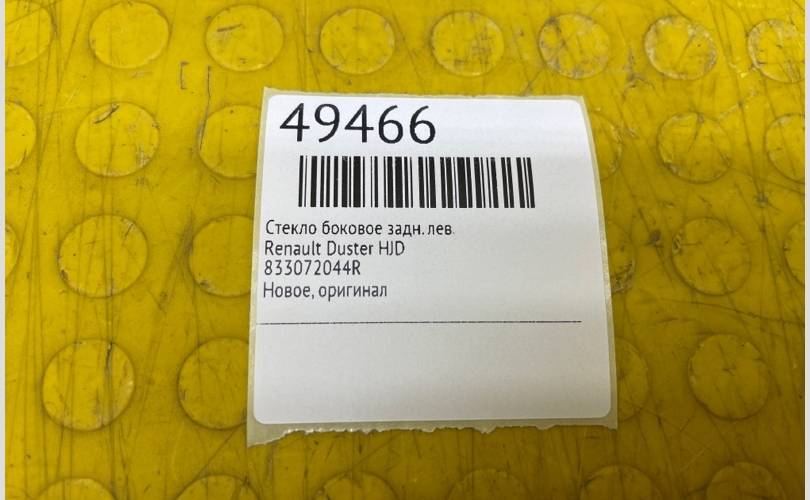 49466
Стекло боковое задн. лев.
Renault Duster HJD
833072044R
Новое, оригинал